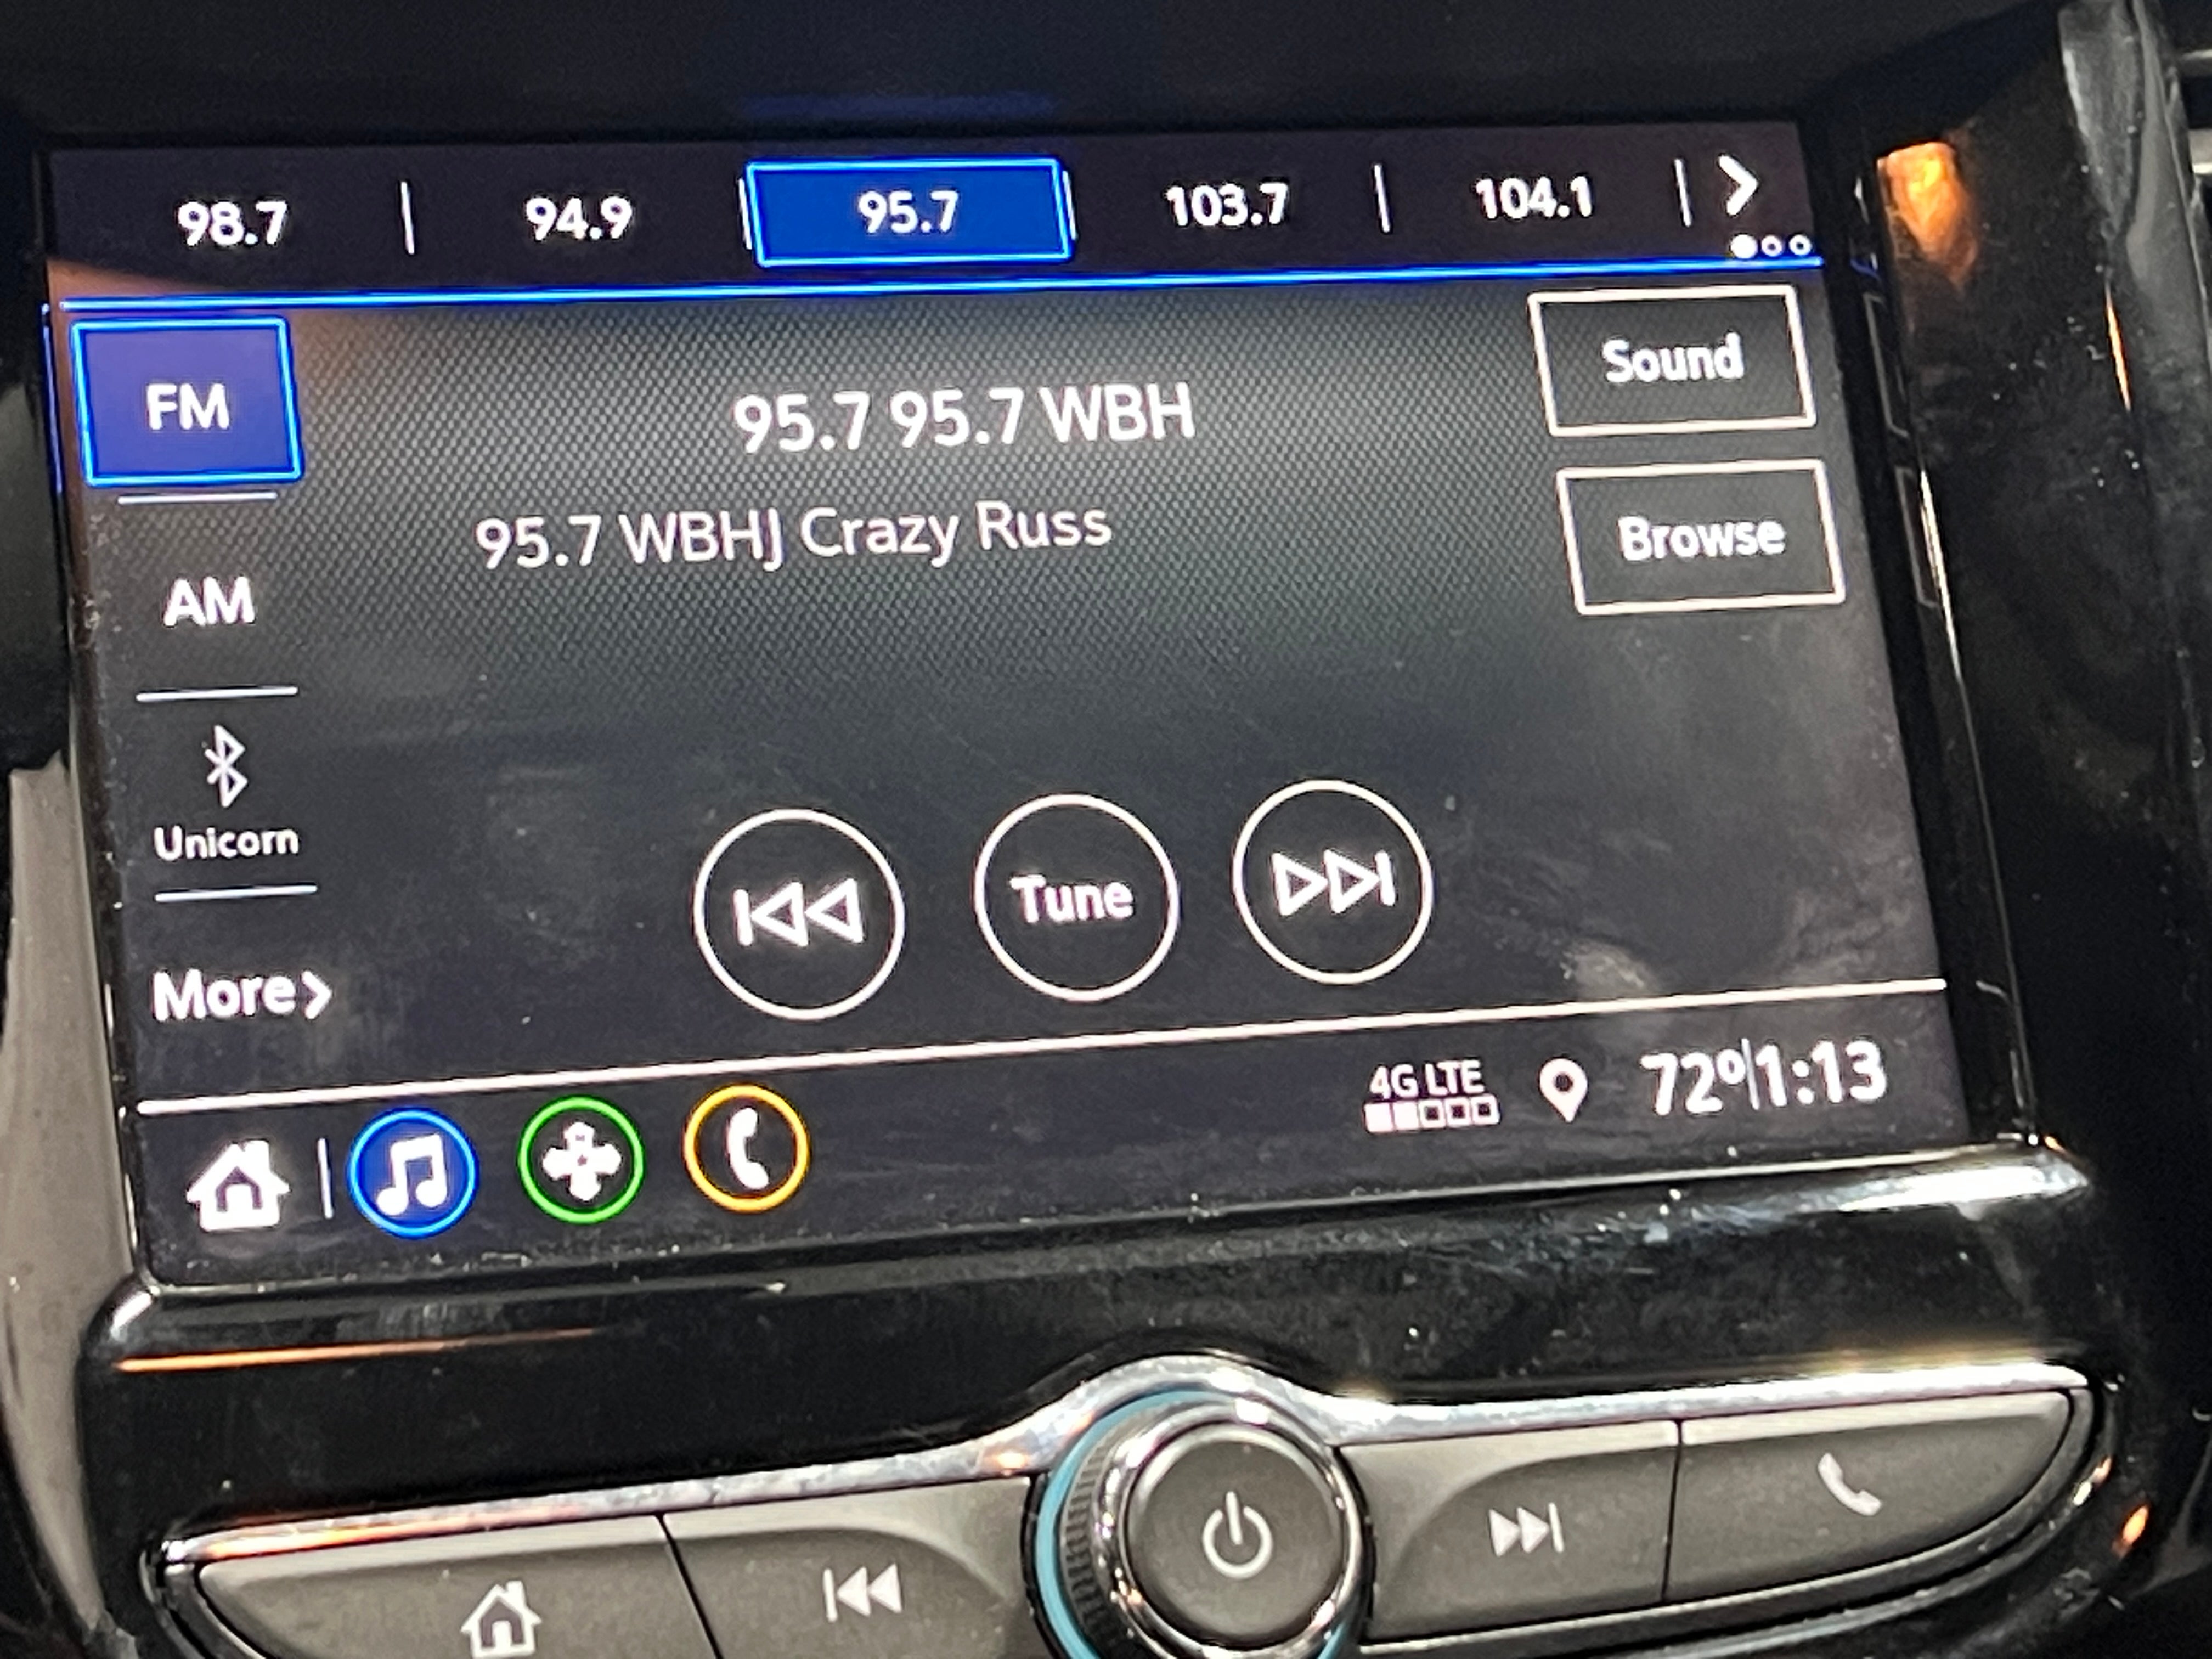 98.7 94.9 95.7 103.7 104.1
FM
95.7 95.7 WBH
Sound
95.7 WBHJ Crazy Russ
Browse
AM
Unicorn
Tune
More
4G LTE
72° 1:13